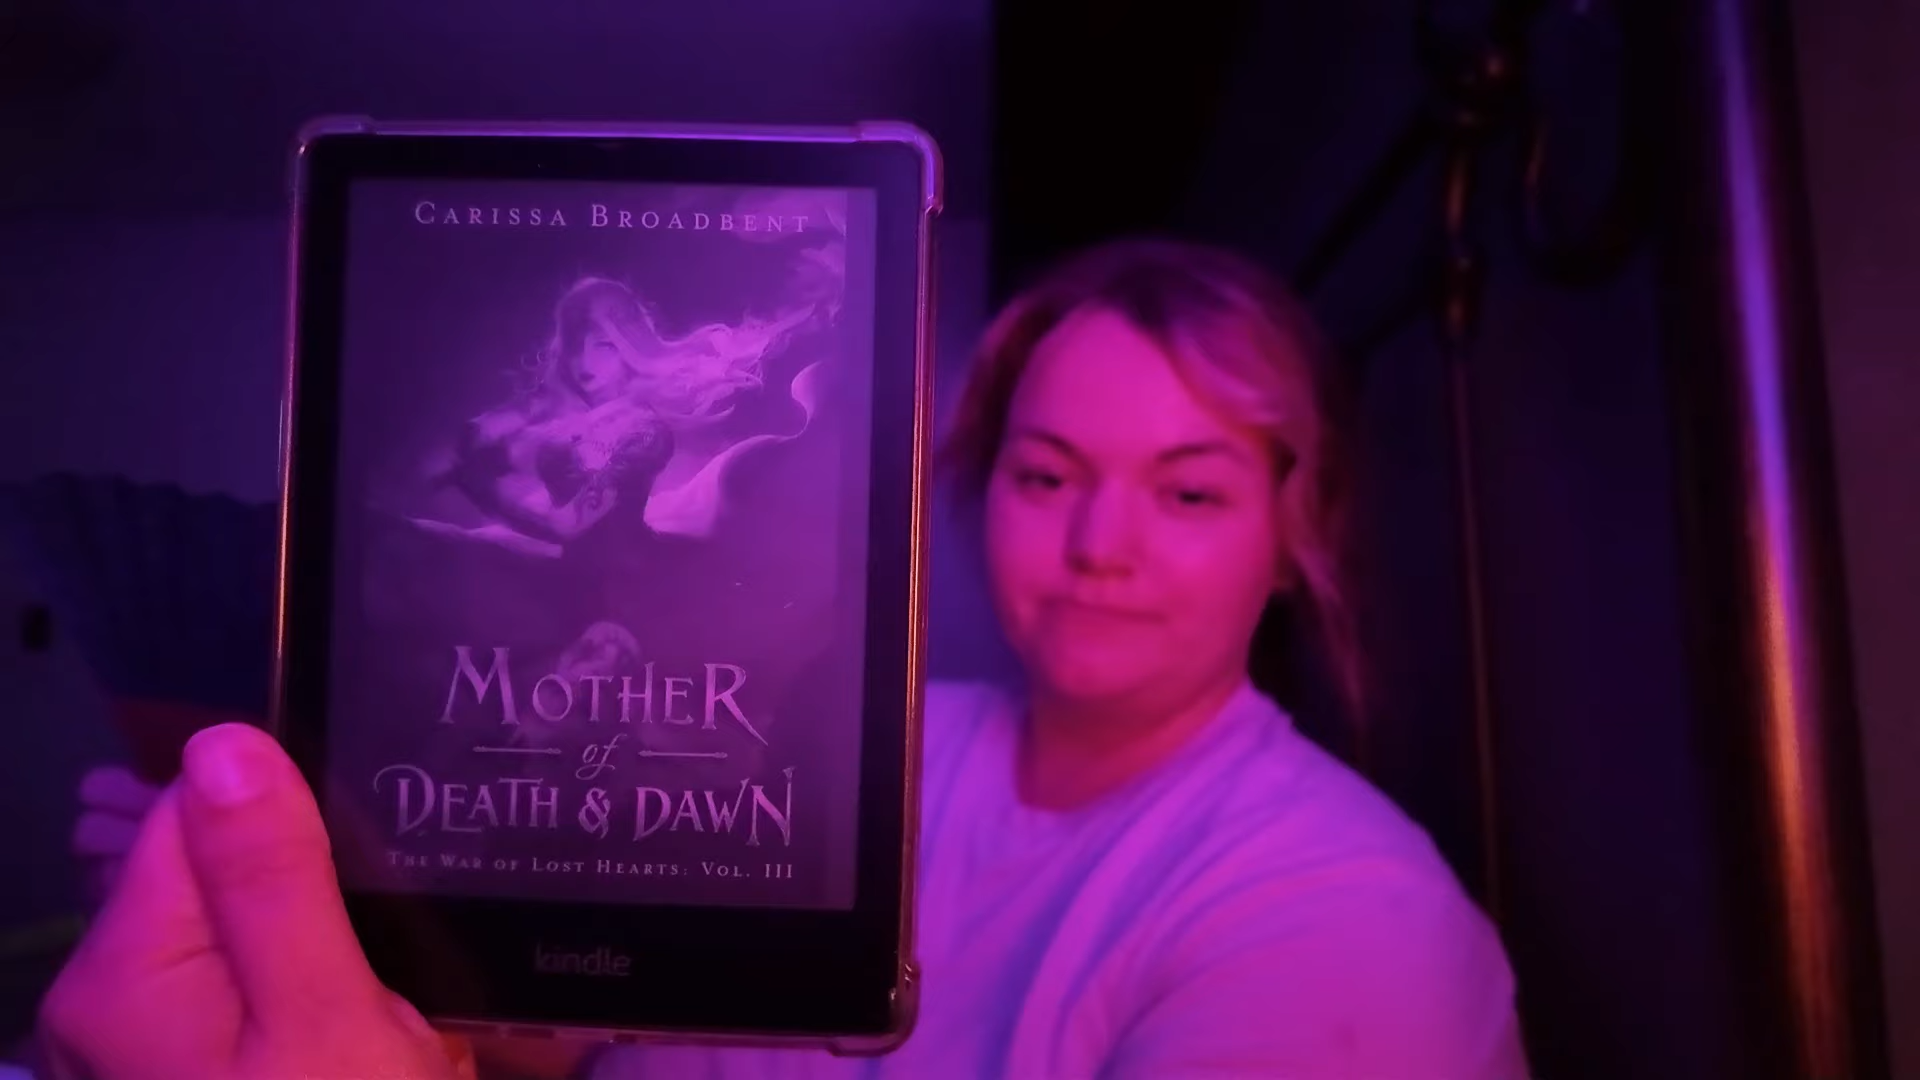 CARISSA BROADBENT
MOTHER
of
DEATH & DAWN
THE WAR OF LOST HEARTS: VOL. III
kindle